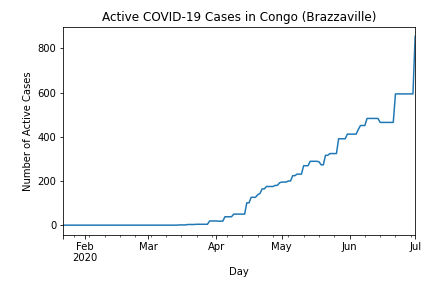 Active COVID-19 Cases in Congo (Brazzaville)
Number of Active Cases
800
600
400
200
0
Feb Mar Apr May Jun Jul
2020
Day